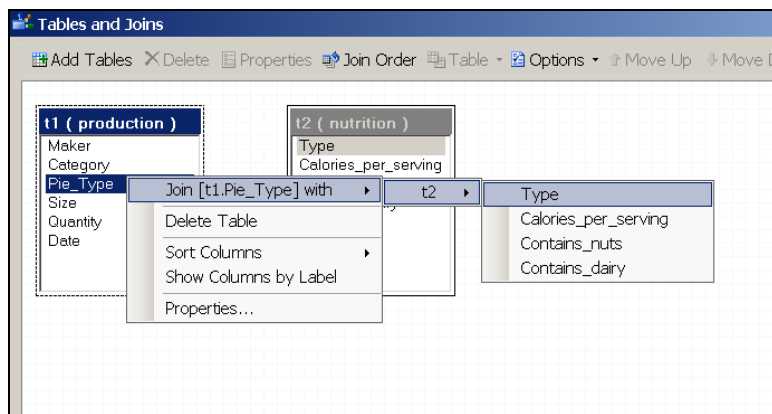 Tables and Joins
Add Tables Delete Properties Join Order Table Options Move Up Move D
t1 ( production )
Maker
Category
Pie_Type
Size
Quantity
Date
t2 ( nutrition )
Type
Calories_per_serving
Join [t1.Pie_Type] with
Delete Table
Sort Columns
Show Columns by Label
Properties...
t2
Type
Calories_per_serving
Contains_nuts
Contains_dairy